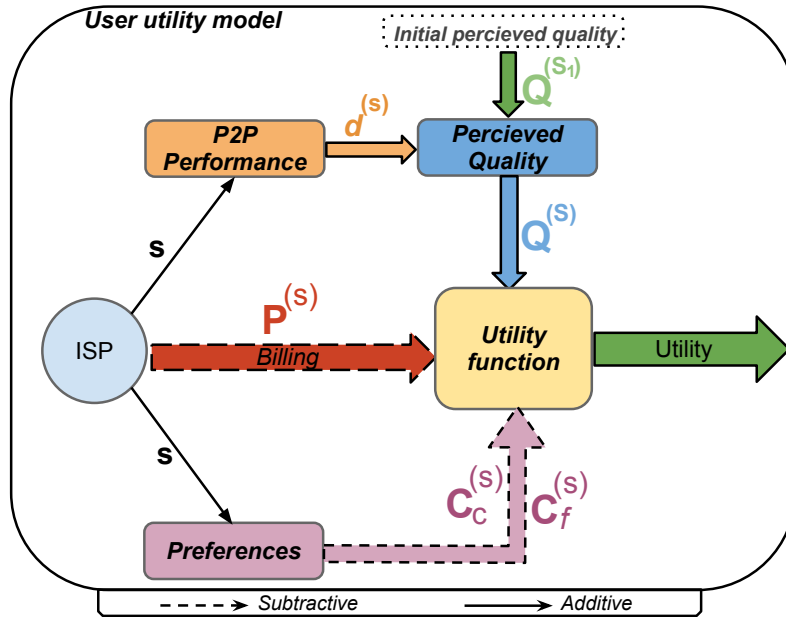 User utility model
Initial percieved quality
Q(S1)
d(s)
P2P
Performance
Percieved
Quality
s
Q(S)
P(s)
ISP
Billing
Utility
function
Utility
s
Cc(s)
Cf(s)
Preferences
Subtractive
Additive